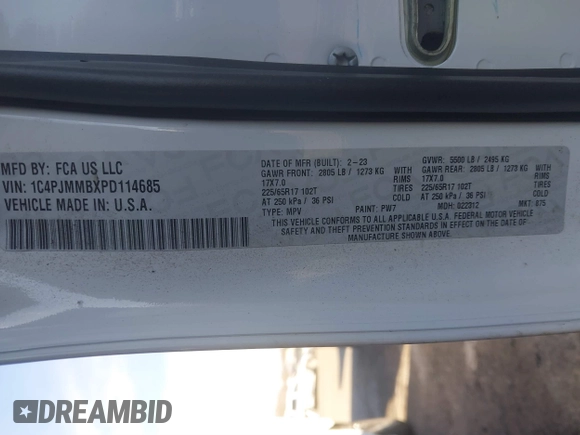 MFD BY: FCA US LLC
VIN: 1C4PJMMBXPD114685
VEHICLE MADE IN: U.S.A.
DATE OF MFR (BUILT): 2-23 GVWR: 5500 LB / 2495 KG
GAWR FRONT: 2805 LB / 1273 KG WITH GAWR REAR: 2805 LB / 1273 KG WITH
17X7.0 RIMS 17X7.0 RIMS
225/65R17 102T TIRES 225/65R17 102T TIRES
AT 250 kPa / 36 PSI COLD AT 250 kPa / 36 PSI COLD
TYPE: MPV PAINT: PW7 MDH: 022312 MKT: 875
THIS VEHICLE CONFORMS TO ALL APPLICABLE U.S.A. FEDERAL MOTOR VEHICLE
SAFETY AND THEFT PREVENTION STANDARDS IN EFFECT ON THE DATE OF
MANUFACTURE SHOWN ABOVE.
DREAMBID